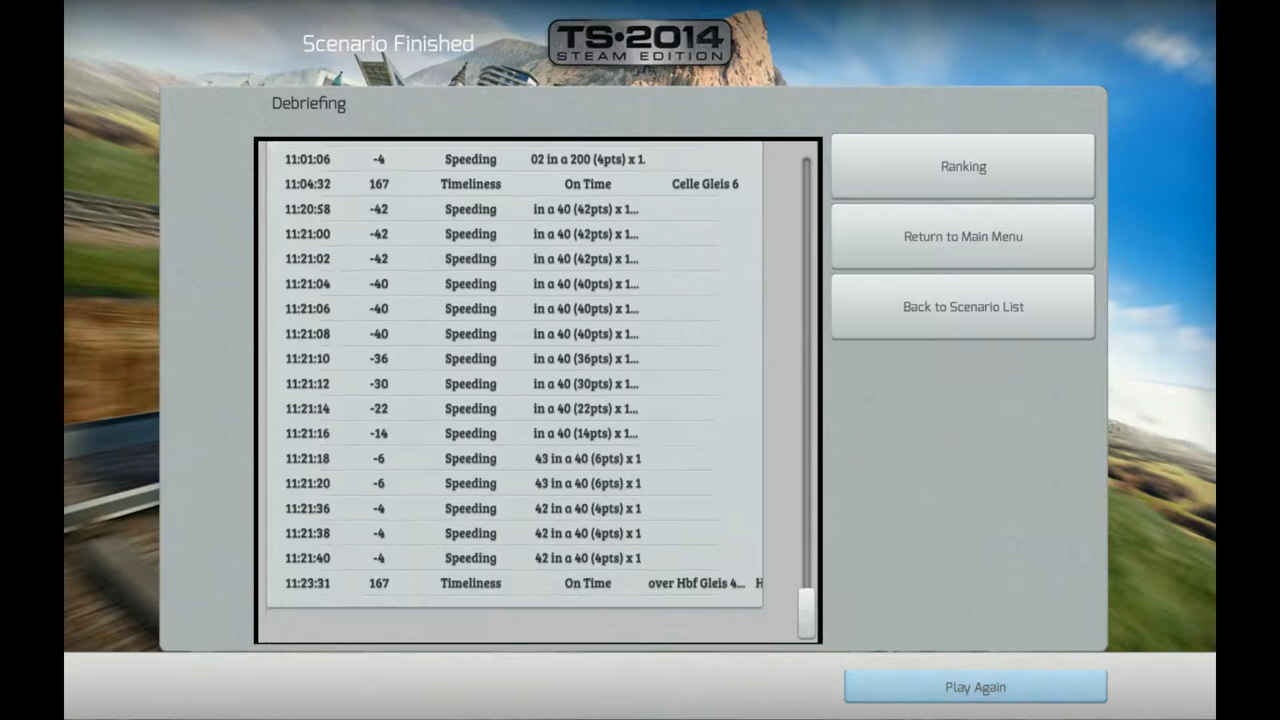 Scenario Finished
TS·2014
STEAM EDITION
Debriefing
11:01:06 -4 Speeding 02 in a 200 (4pts) x 1.
11:04:32 167 Timeliness On Time Celle Gleis 6
11:20:58 -42 Speeding in a 40 (42pts) x 1...
11:21:00 -42 Speeding in a 40 (42pts) x 1...
11:21:02 -42 Speeding in a 40 (42pts) x 1...
11:21:04 -40 Speeding in a 40 (40pts) x 1...
11:21:06 -40 Speeding in a 40 (40pts) x 1...
11:21:08 -40 Speeding in a 40 (40pts) x 1...
11:21:10 -36 Speeding in a 40 (36pts) x 1...
11:21:12 -30 Speeding in a 40 (30pts) x 1...
11:21:14 -22 Speeding in a 40 (22pts) x 1...
11:21:16 -14 Speeding in a 40 (14pts) x 1...
11:21:18 -6 Speeding 43 in a 40 (6pts) x 1
11:21:20 -6 Speeding 43 in a 40 (6pts) x 1
11:21:36 -4 Speeding 42 in a 40 (4pts) x 1
11:21:38 -4 Speeding 42 in a 40 (4pts) x 1
11:21:40 -4 Speeding 42 in a 40 (4pts) x 1
11:23:31 167 Timeliness On Time over Hbf Gleis 4... H
Ranking
Return to Main Menu
Back to Scenario List
Play Again